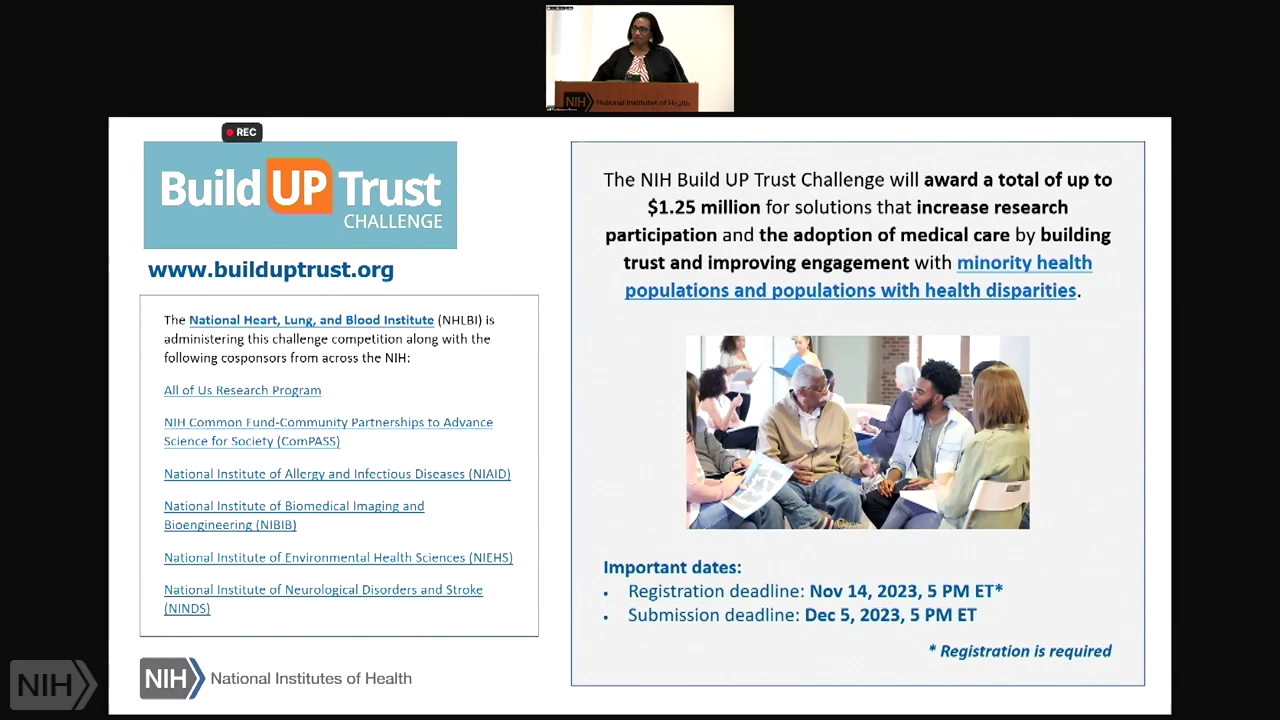 NIH National Institutes of Health
REC
Build UP Trust
CHALLENGE
www.builduptrust.org
The National Heart, Lung, and Blood Institute (NHLBI) is
administering this challenge competition along with the
following cosponsors from across the NIH:
All of Us Research Program
NIH Common Fund-Community Partnerships to Advance
Science for Society (ComPASS)
National Institute of Allergy and Infectious Diseases (NIAID)
National Institute of Biomedical Imaging and
Bioengineering (NIBIB)
National Institute of Environmental Health Sciences (NIEHS)
National Institute of Neurological Disorders and Stroke
(NINDS)
NIH National Institutes of Health
The NIH Build UP Trust Challenge will award a total of up to
$1.25 million for solutions that increase research
participation and the adoption of medical care by building
trust and improving engagement with minority health
populations and populations with health disparities.
Important dates:
• Registration deadline: Nov 14, 2023, 5 PM ET*
• Submission deadline: Dec 5, 2023, 5 PM ET
* Registration is required
NIH